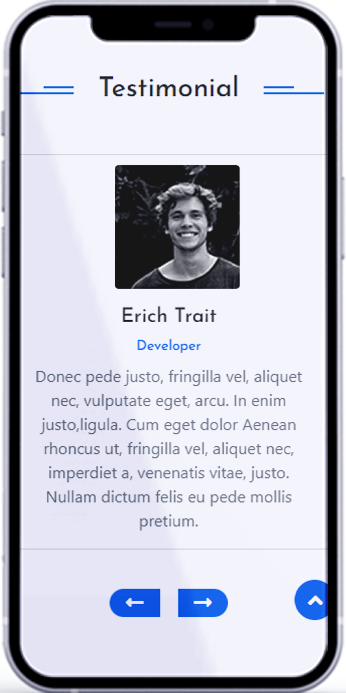 Testimonial
Erich Trait
Developer
Donec pede justo, fringilla vel, aliquet
nec, vulputate eget, arcu. In enim
justo,ligula. Cum eget dolor Aenean
rhoncus ut, fringilla vel, aliquet nec,
imperdiet a, venenatis vitae, justo.
Nullam dictum felis eu pede mollis
pretium.